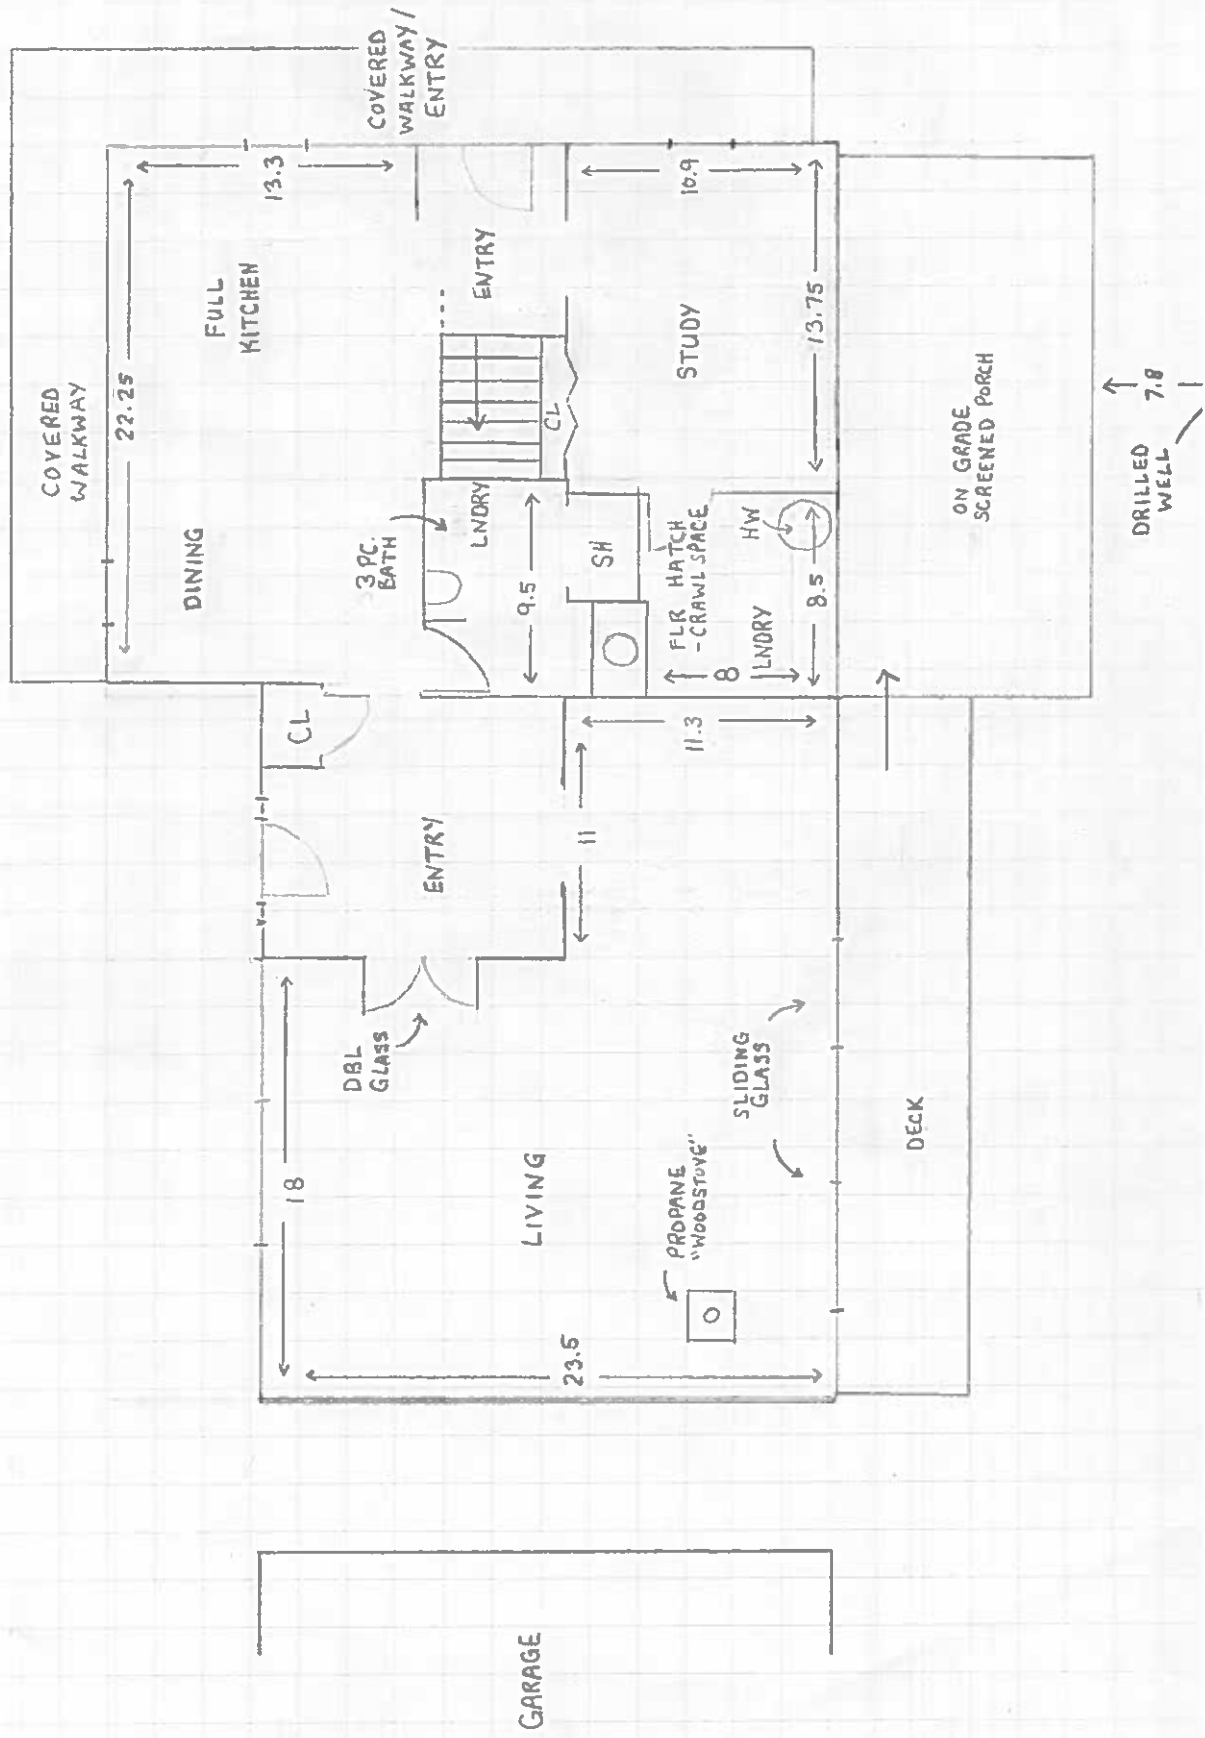 GARAGE
18
23.5
LIVING
DBL
GLASS
PROPANE
"WOODSTOVE"
SLIDING
GLASS
DECK
ENTRY
11
11.3
CL
COVERED
WALKWAY
22.25
DINING
FULL
KITCHEN
13.3
3 PC.
BATH
LNDRY
9.5
SH
FLR HATCH
-CRAWL SPACE
HW
8
LNDRY
8.5
CL
ENTRY
STUDY
10.9
13.75
COVERED
WALKWAY/
ENTRY
ON GRADE
SCREENED PORCH
DRILLED
WELL
7.8